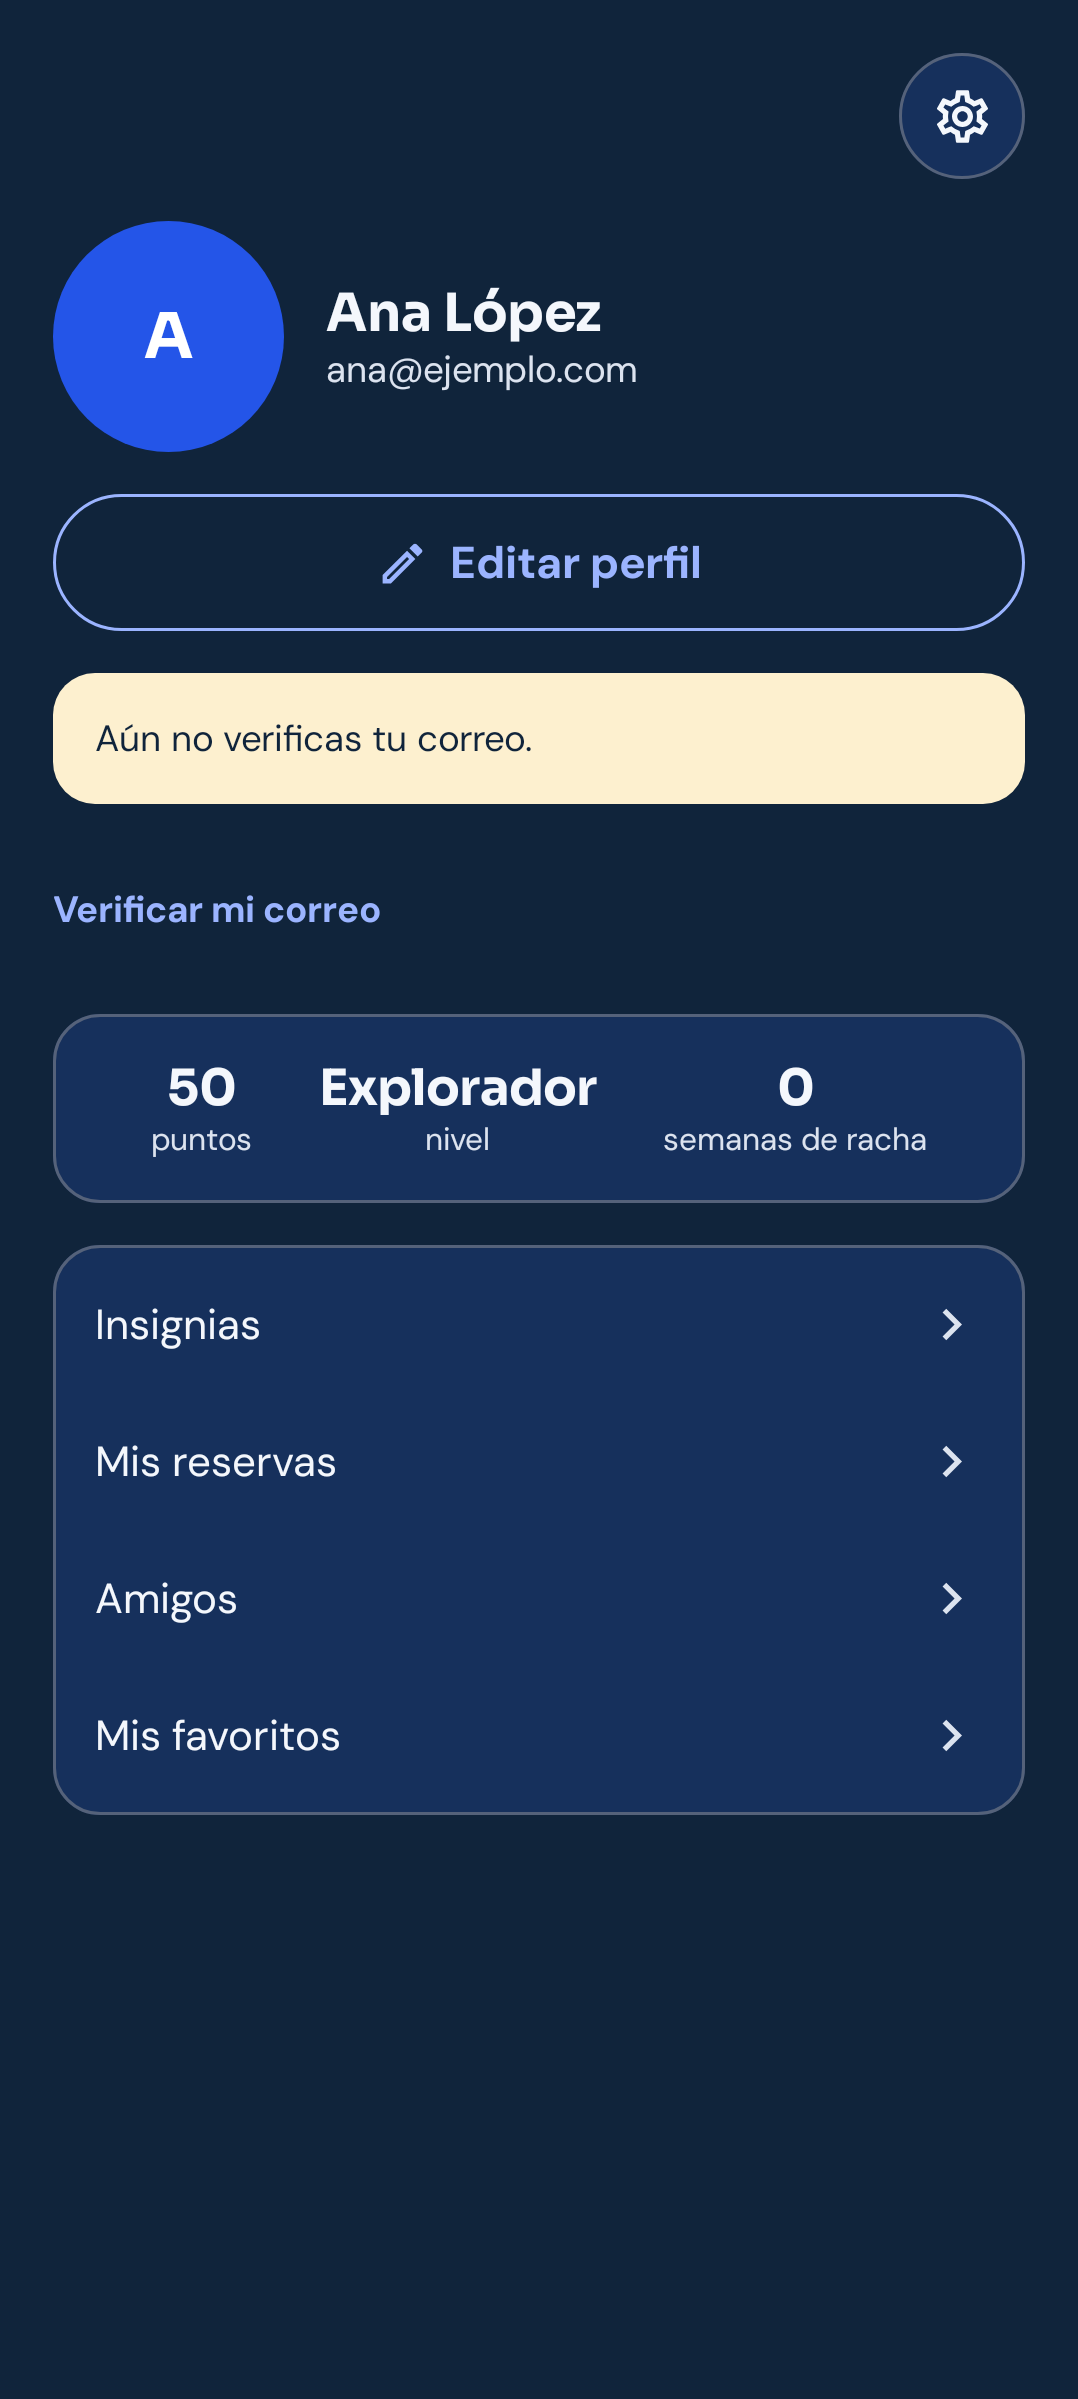 A
Ana López
ana@ejemplo.com
Editar perfil
Aún no verificas tu correo.
Verificar mi correo
50 Explorador 0
puntos nivel semanas de racha
Insignias
Mis reservas
Amigos
Mis favoritos